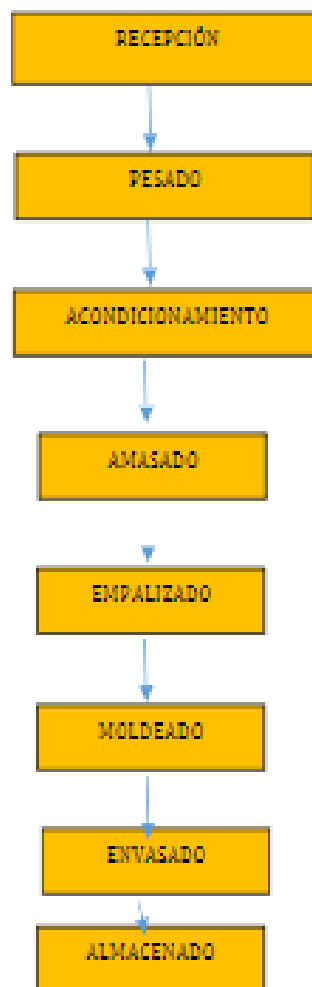 RECEPCIÓN
PESADO
ACONDICIONAMIENTO
AMASADO
EMPALIZADO
MOLDEADO
ENVASADO
ALMACENADO